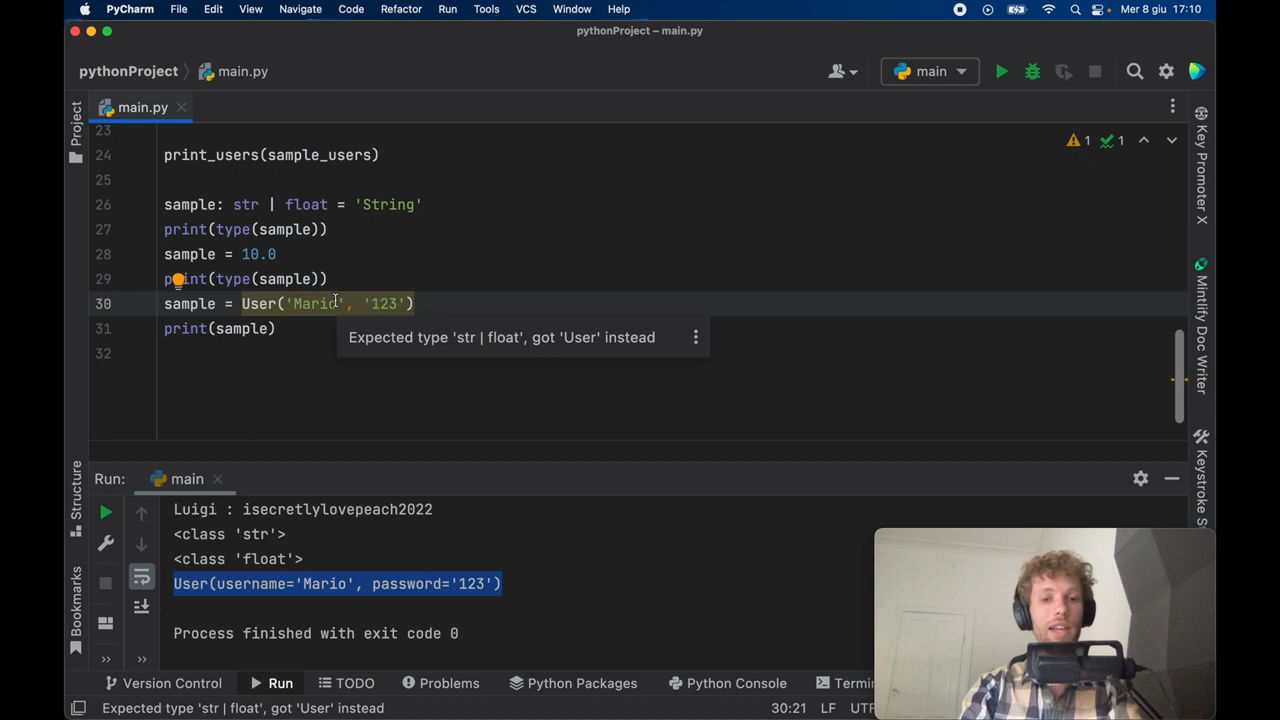 PyCharm File Edit View Navigate Code Refactor Run Tools VCS Window Help Mer 8 giu 17:10
pythonProject – main.py
pythonProject main.py main
main.py
Project
23
24 print_users(sample_users) 1 1
25
26 sample: str | float = 'String'
27 print(type(sample))
28 sample = 10.0
29 print(type(sample))
30 sample = User('Mario', '123')
31 print(sample)
Expected type 'str | float', got 'User' instead
32
Key Promoter X
Mintlify Doc Writer
Run: main
Structure
Bookmarks
Luigi : isecretlylovepeach2022
<class 'str'>
<class 'float'>
User(username='Mario', password='123')
Process finished with exit code 0
Version Control Run TODO Problems Python Packages Python Console
Expected type 'str | float', got 'User' instead 30:21 LF